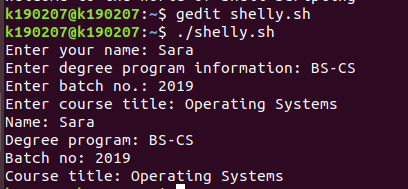 k190207@k190207:~$ gedit shelly.sh
k190207@k190207:~$ ./shelly.sh
Enter your name: Sara
Enter degree program information: BS-CS
Enter batch no.: 2019
Enter course title: Operating Systems
Name: Sara
Degree program: BS-CS
Batch no: 2019
Course title: Operating Systems